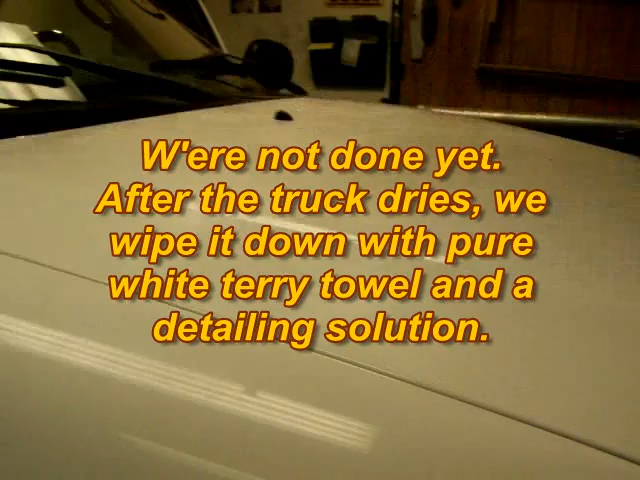 W'ere not done yet.
After the truck dries, we
wipe it down with pure
white terry towel and a
detailing solution.